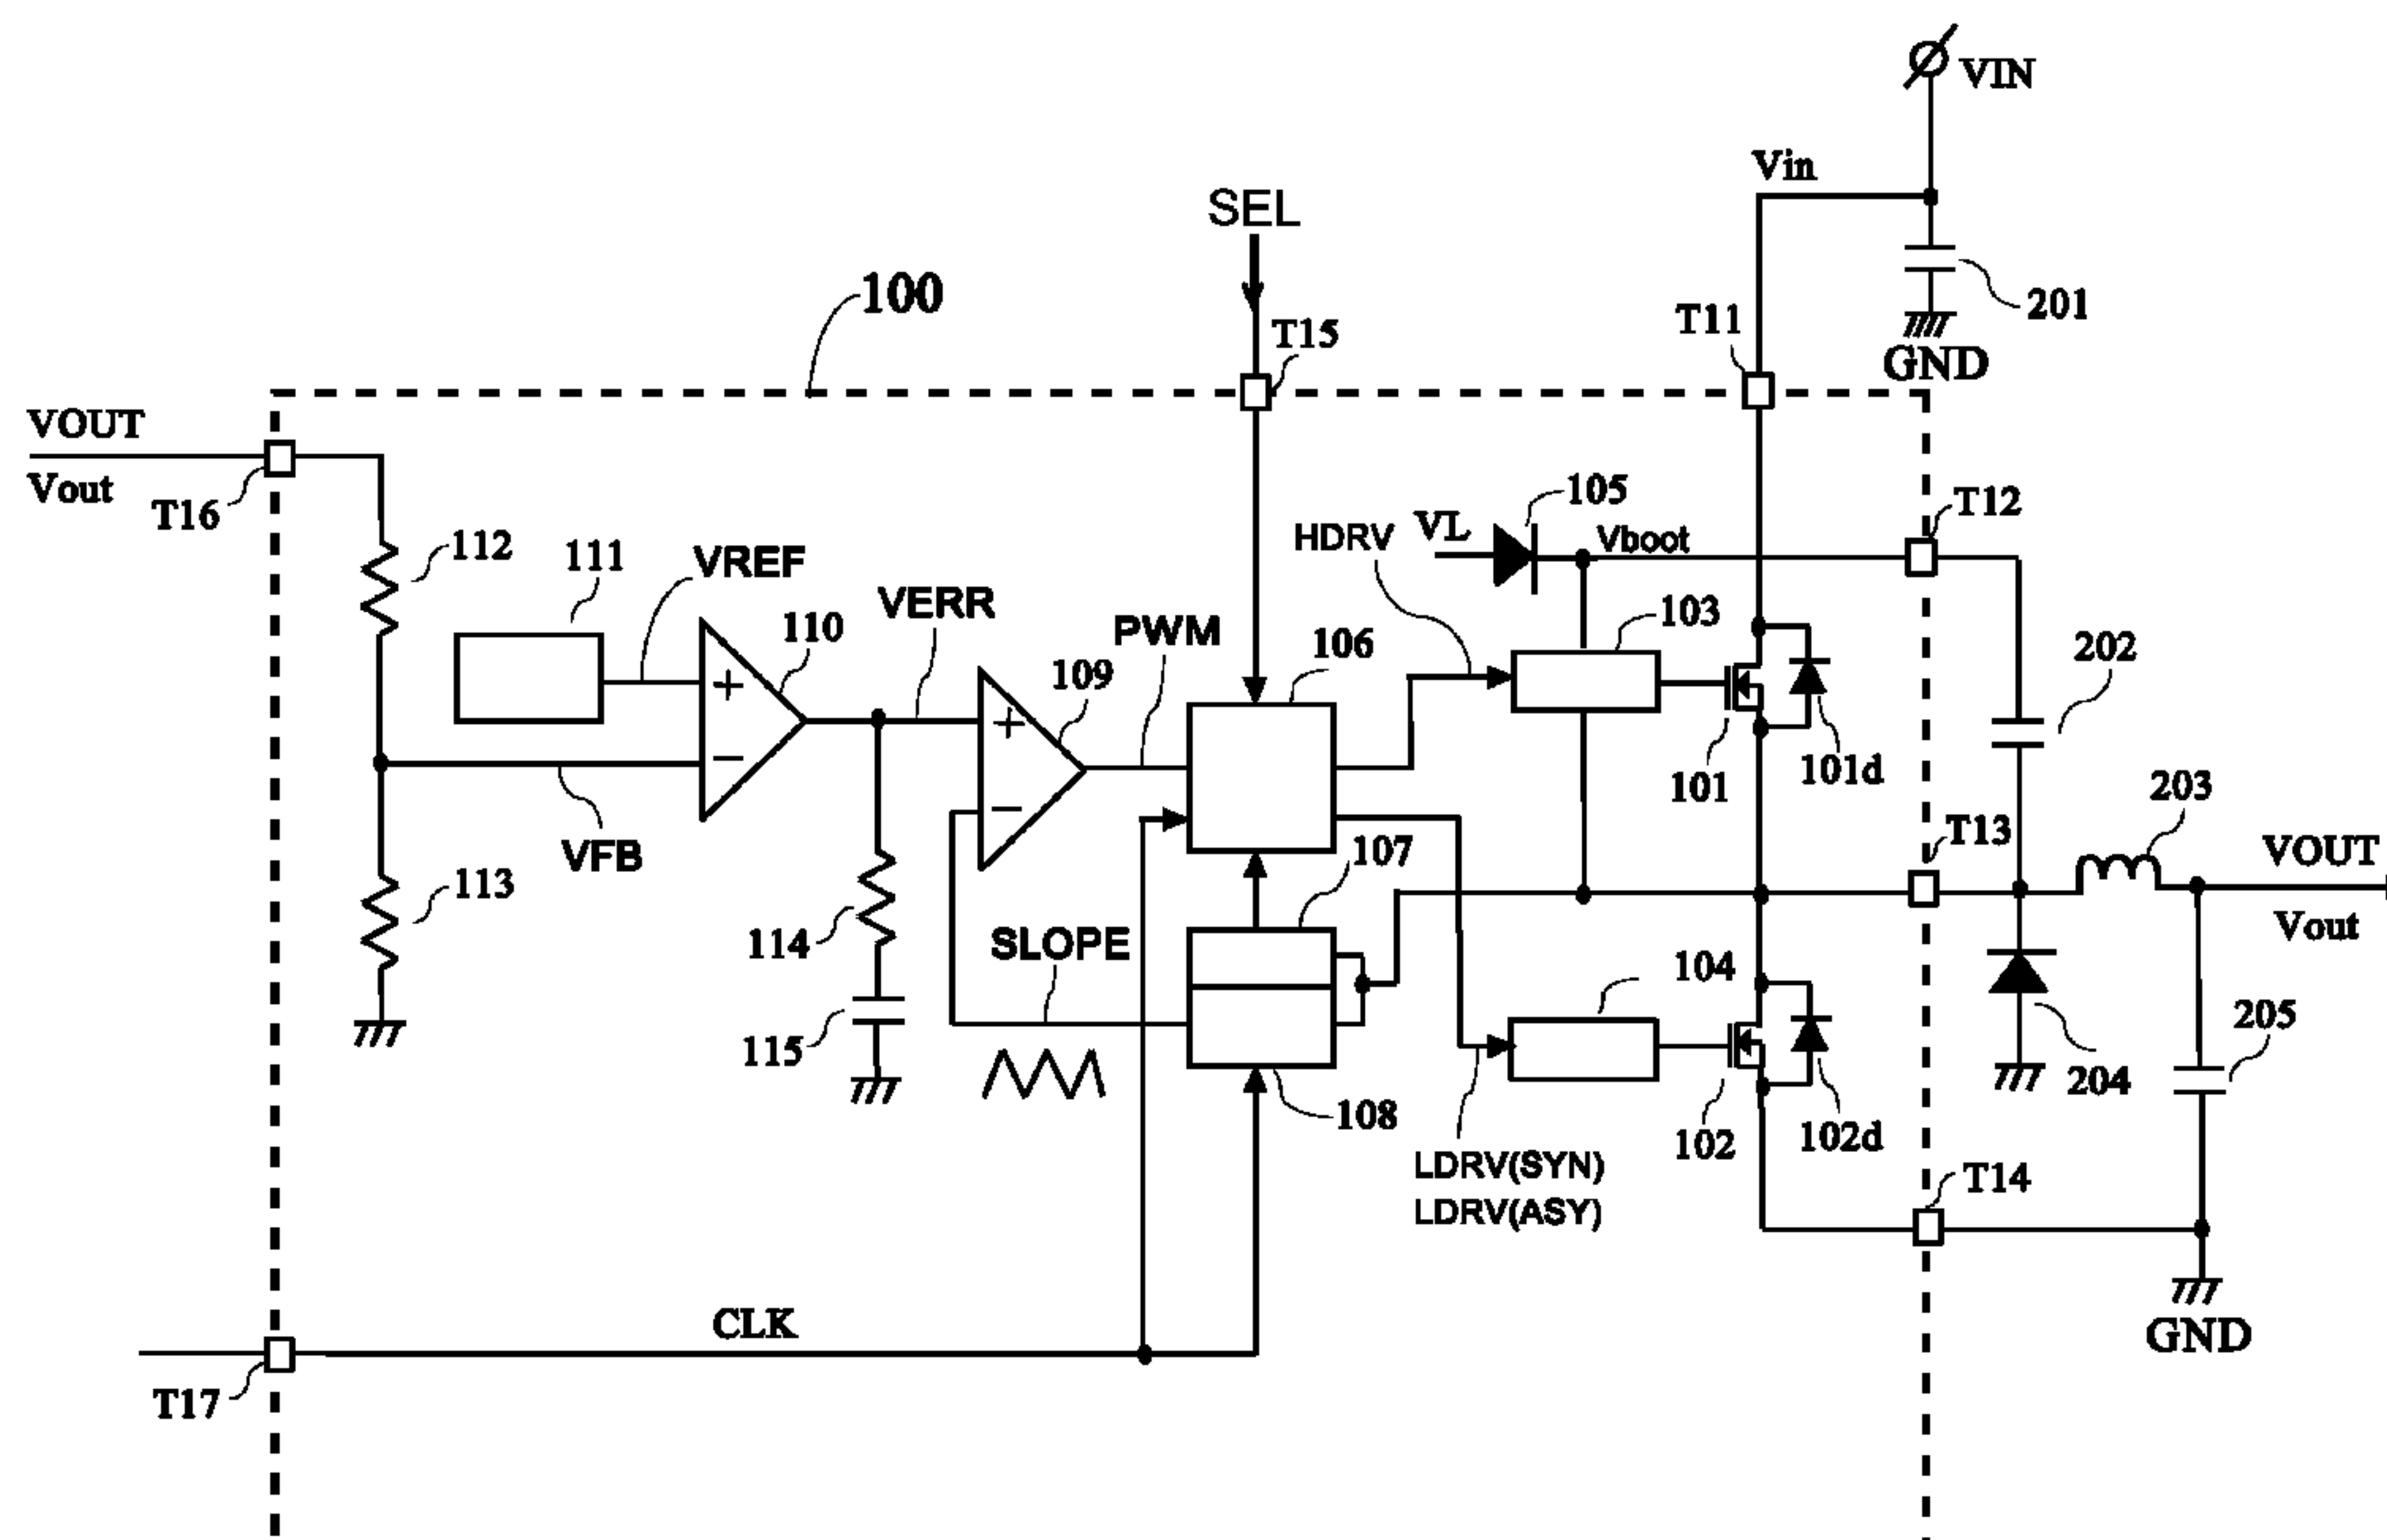 VIN
Vin
SEL
201
100
T15
T11
GND
VOUT
Vout
T16
T12
105
VL
HDRV
Vboot
112
111
VREF
VERR
110
PWM
109
106
103
202
101
101d
203
T13
VOUT
Vout
VFB
113
107
114
SLOPE
104
115
108
102
102d
204
205
LDRV(SYN)
LDRV(ASY)
T14
GND
CLK
T17